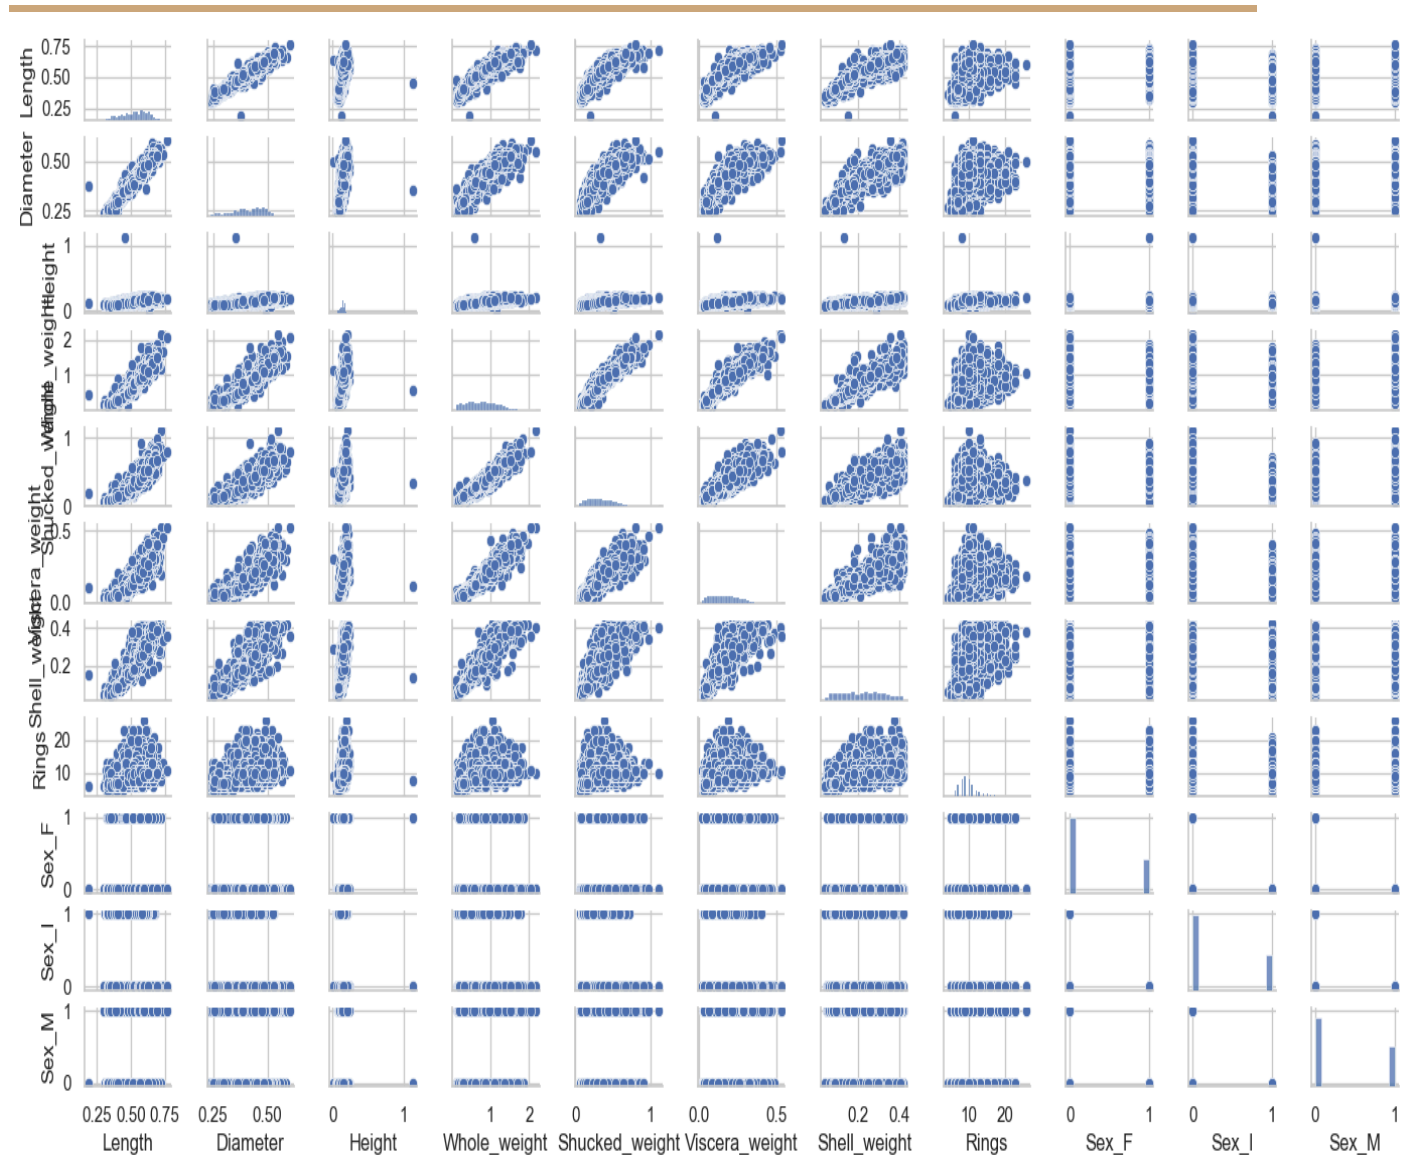 Length
0.75
0.50
0.25
Diameter
0.50
0.25
Height
1
0
Whole_weight
2
1
0
Shucked_weight
1
0
Viscera_weight
0.5
0.0
Shell_weight
0.4
0.2
Rings
20
10
Sex_F
1
0
Sex_I
1
0
Sex_M
1
0
0.25 0.50 0.75 0.25 0.50 0 1 1 2 0 1 0.0 0.5 0.2 0.4 10 20 0 1 0 1 0 1
Length Diameter Height Whole_weight Shucked_weight Viscera_weight Shell_weight Rings Sex_F Sex_I Sex_M